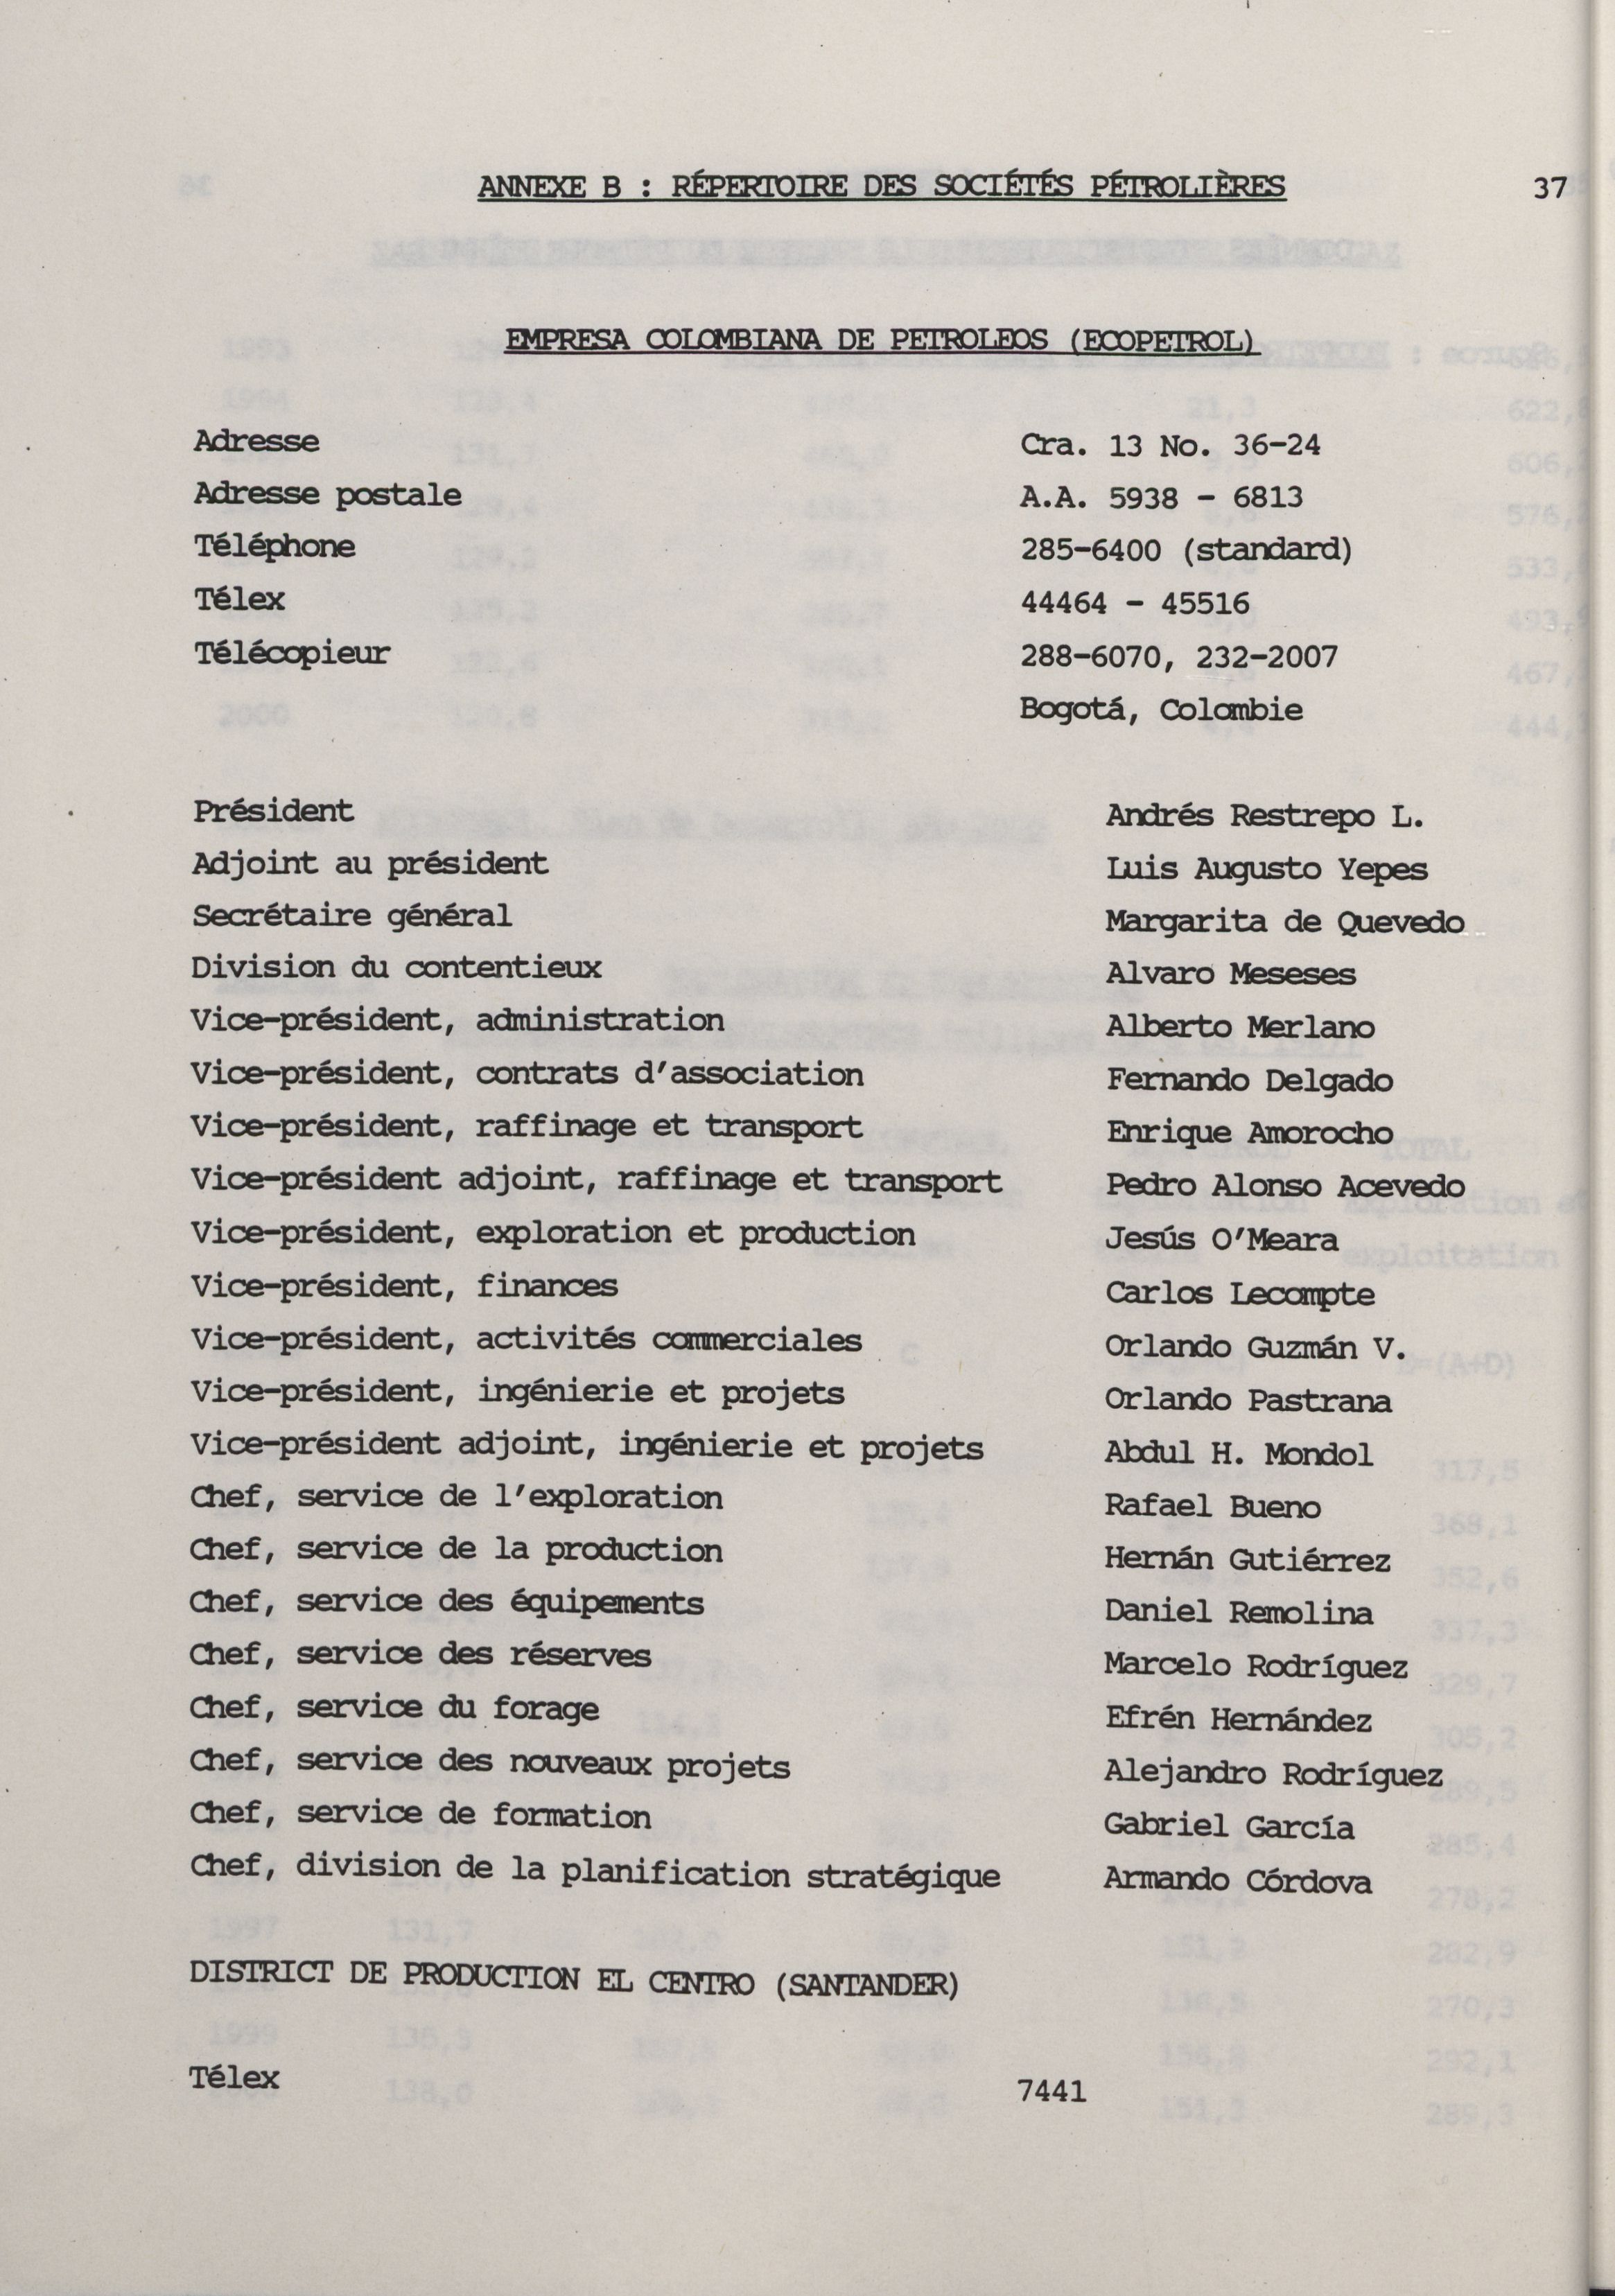 ANNEXE B : RÉPERTOIRE DES SOCIÉTÉS PÉTROLIÈRES 37
EMPRESA COLOMBIANA DE PETROLEOS (ECOPETROL)
Adresse Cra. 13 No. 36-24
Adresse postale A.A. 5938 - 6813
Téléphone 285-6400 (standard)
Télex 44464 - 45516
Télécopieur 288-6070, 232-2007
Bogotá, Colombie
Président Andrés Restrepo L.
Adjoint au président Luis Augusto Yepes
Secrétaire général Margarita de Quevedo
Division du contentieux Alvaro Meseses
Vice-président, administration Alberto Merlano
Vice-président, contrats d'association Fernando Delgado
Vice-président, raffinage et transport Enrique Amorocho
Vice-président adjoint, raffinage et transport Pedro Alonso Acevedo
Vice-président, exploration et production Jesús O'Meara
Vice-président, finances Carlos Lecompte
Vice-président, activités commerciales Orlando Guzmán V.
Vice-président, ingénierie et projets Orlando Pastrana
Vice-président adjoint, ingénierie et projets Abdul H. Mondol
Chef, service de l'exploration Rafael Bueno
Chef, service de la production Hernán Gutiérrez
Chef, service des équipements Daniel Remolina
Chef, service des réserves Marcelo Rodríguez
Chef, service du forage Efrén Hernández
Chef, service des nouveaux projets Alejandro Rodríguez
Chef, service de formation Gabriel García
Chef, division de la planification stratégique Armando Córdova
DISTRICT DE PRODUCTION EL CENTRO (SANTANDER)
Télex 7441